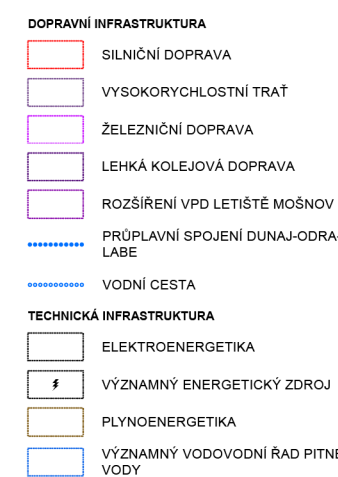 DOPRAVNÍ INFRASTRUKTURA
SILNIČNÍ DOPRAVA
VYSOKORYCHLOSTNÍ TRAŤ
ŽELEZNIČNÍ DOPRAVA
LEHKÁ KOLEJOVÁ DOPRAVA
ROZŠÍŘENÍ VPD LETIŠTĚ MOŠNOV
PRŮPLAVNÍ SPOJENÍ DUNAJ-ODRA-
LABE
VODNÍ CESTA
TECHNICKÁ INFRASTRUKTURA
ELEKTROENERGETIKA
VÝZNAMNÝ ENERGETICKÝ ZDROJ
PLYNOENERGETIKA
VÝZNAMNÝ VODOVODNÍ ŘAD PITNÉ
VODY